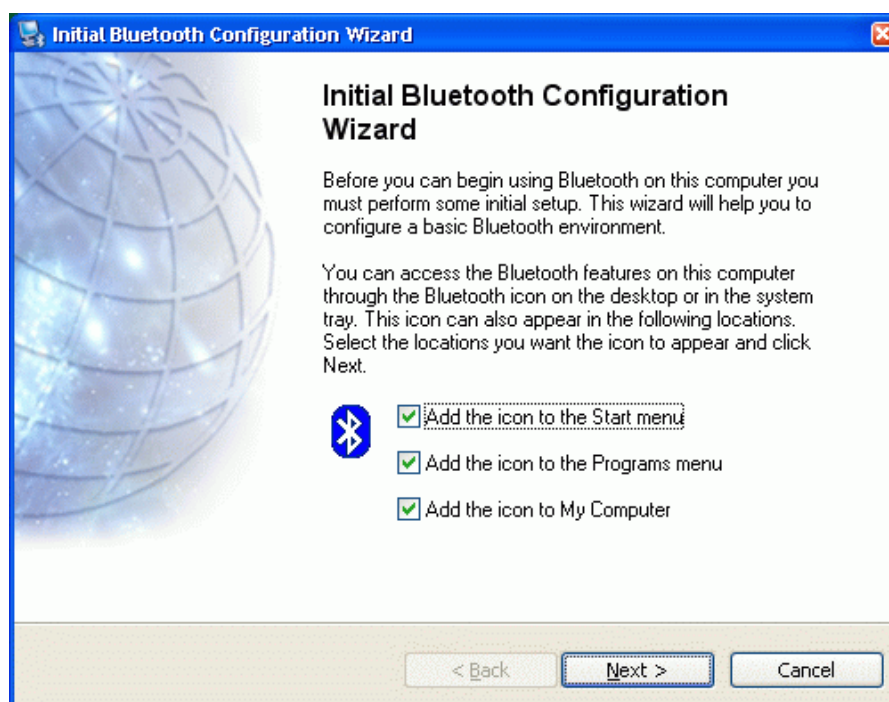 Initial Bluetooth Configuration Wizard
Initial Bluetooth Configuration
Wizard
Before you can begin using Bluetooth on this computer you
must perform some initial setup. This wizard will help you to
configure a basic Bluetooth environment.
You can access the Bluetooth features on this computer
through the Bluetooth icon on the desktop or in the system
tray. This icon can also appear in the following locations.
Select the locations you want the icon to appear and click
Next.
Add the icon to the Start menu
Add the icon to the Programs menu
Add the icon to My Computer
< Back Next > Cancel